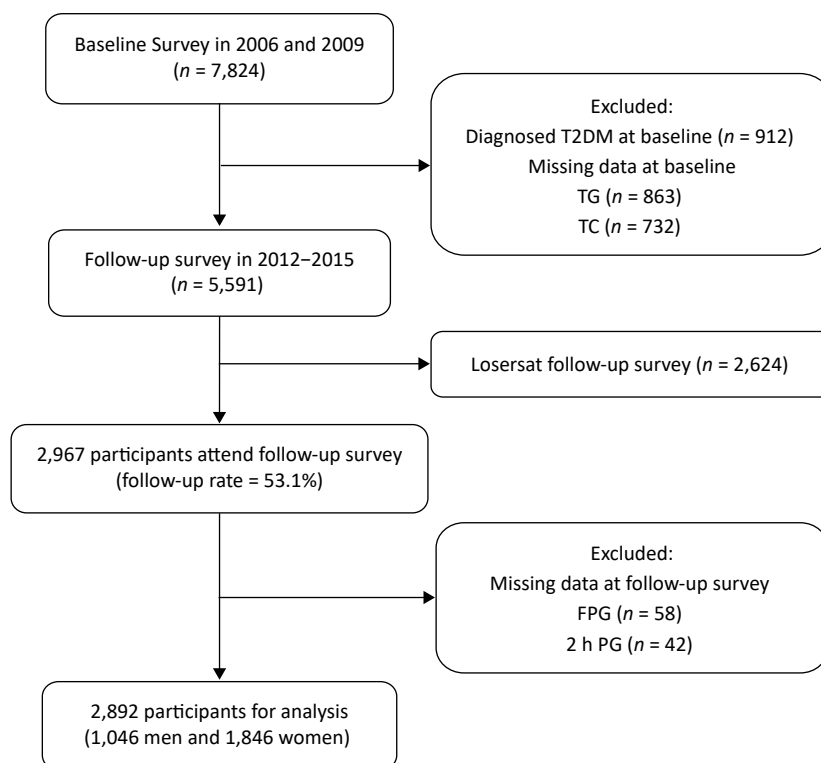 Baseline Survey in 2006 and 2009
(n = 7,824)
Excluded:
Diagnosed T2DM at baseline (n = 912)
Missing data at baseline
TG (n = 863)
TC (n = 732)
Follow-up survey in 2012−2015
(n = 5,591)
Losersat follow-up survey (n = 2,624)
2,967 participants attend follow-up survey
(follow-up rate = 53.1%)
Excluded:
Missing data at follow-up survey
FPG (n = 58)
2 h PG (n = 42)
2,892 participants for analysis
(1,046 men and 1,846 women)